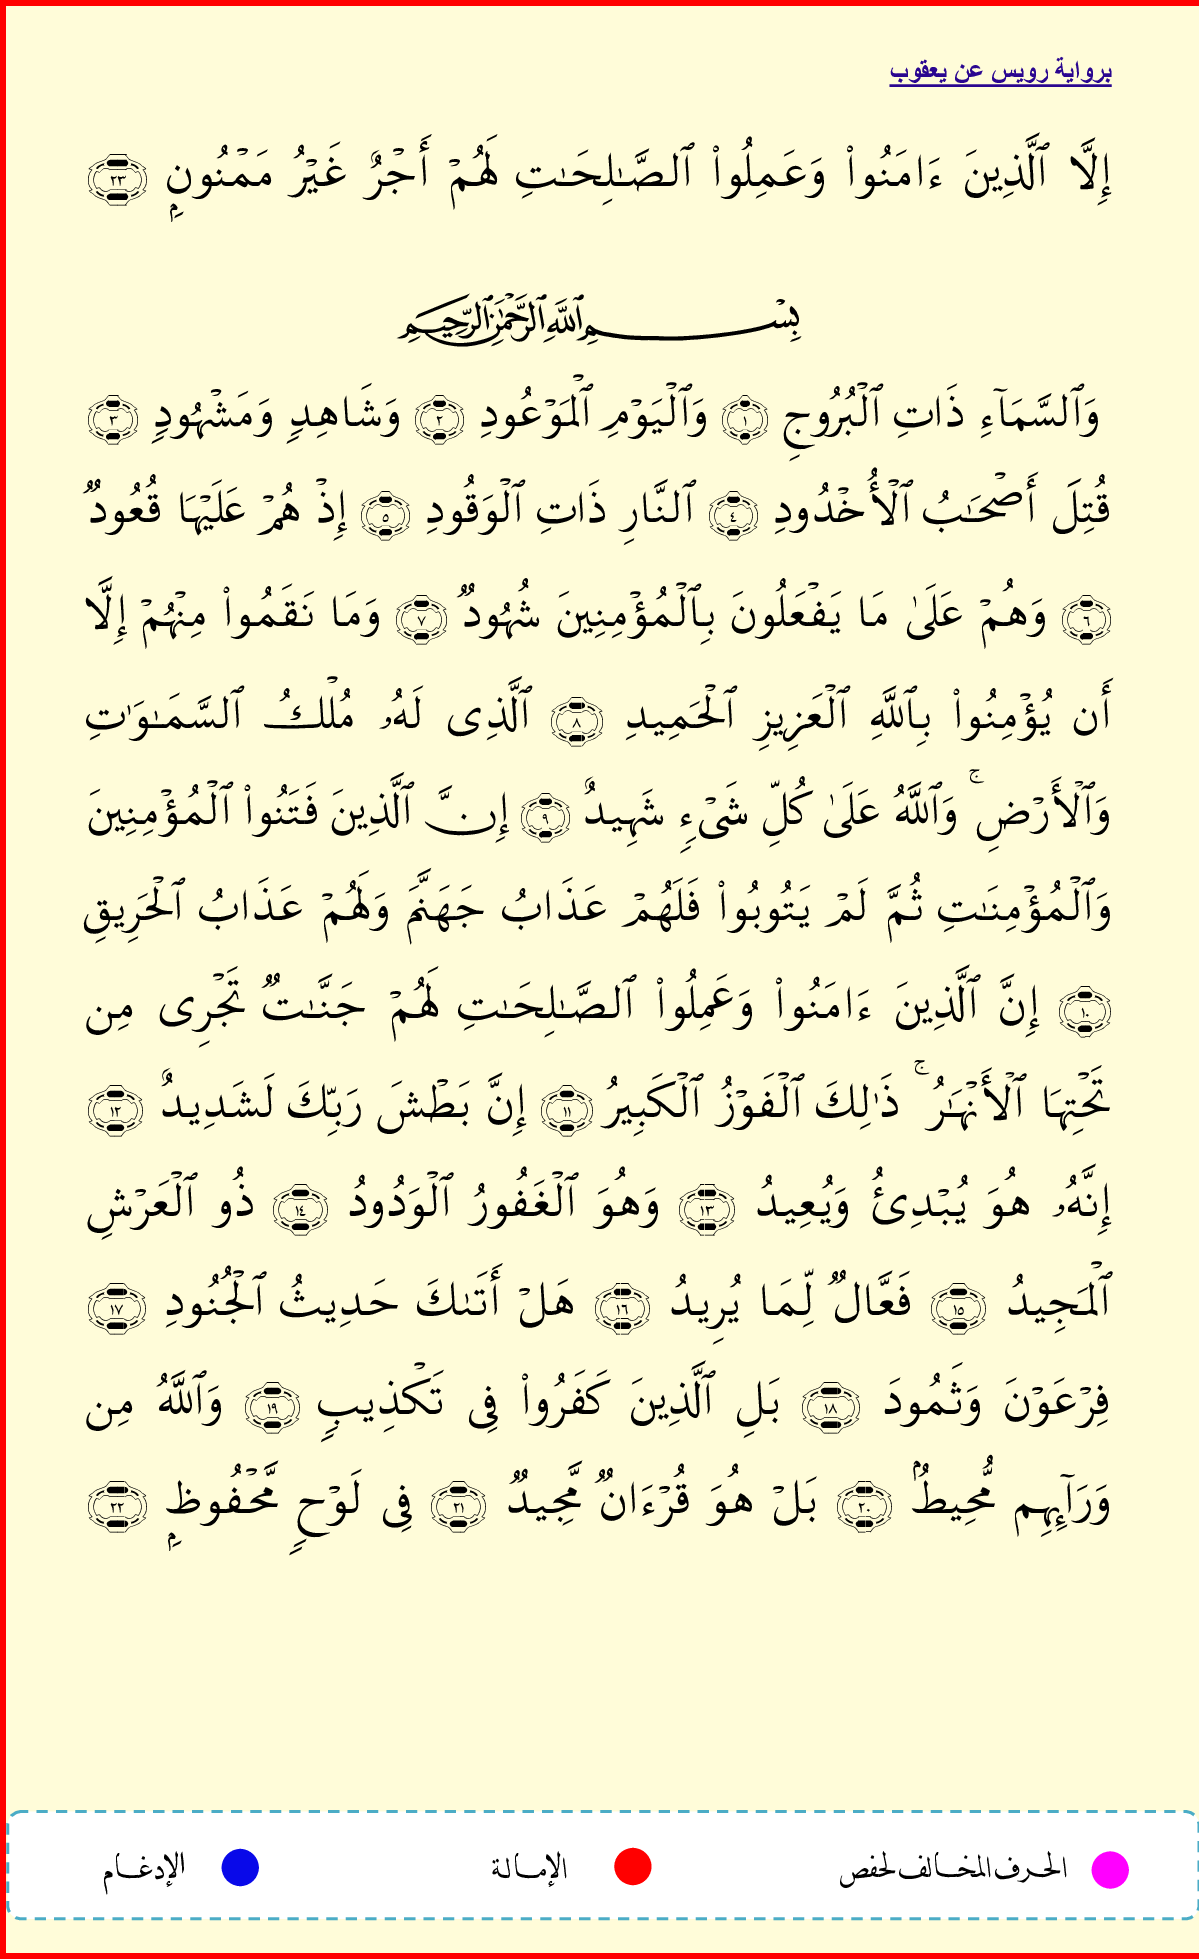 برواية رويس عن يعقوب
إِلَّا ٱلَّذِينَ ءَامَنُوا۟ وَعَمِلُوا۟ ٱلصَّـٰلِحَـٰتِ لَهُمْ أَجْرٌ غَيْرُ مَمْنُونٍۭ ٢٣
بِسْمِ ٱللَّهِ ٱلرَّحْمَـٰنِ ٱلرَّحِيمِ
وَٱلسَّمَآءِ ذَاتِ ٱلْبُرُوجِ ١ وَٱلْيَوْمِ ٱلْمَوْعُودِ ٢ وَشَاهِدٍ وَمَشْهُودٍ ٣
قُتِلَ أَصْحَـٰبُ ٱلْأُخْدُودِ ٤ ٱلنَّارِ ذَاتِ ٱلْوَقُودِ ٥ إِذْ هُمْ عَلَيْهَا قُعُودٌ
٦ وَهُمْ عَلَىٰ مَا يَفْعَلُونَ بِٱلْمُؤْمِنِينَ شُهُودٌ ٧ وَمَا نَقَمُوا۟ مِنْهُمْ إِلَّا
أَن يُؤْمِنُوا۟ بِٱللَّهِ ٱلْعَزِيزِ ٱلْحَمِيدِ ٨ ٱلَّذِى لَهُۥ مُلْكُ ٱلسَّمَـٰوَٰتِ
وَٱلْأَرْضِ ۚ وَٱللَّهُ عَلَىٰ كُلِّ شَىْءٍ شَهِيدٌ ٩ إِنَّ ٱلَّذِينَ فَتَنُوا۟ ٱلْمُؤْمِنِينَ
وَٱلْمُؤْمِنَـٰتِ ثُمَّ لَمْ يَتُوبُوا۟ فَلَهُمْ عَذَابُ جَهَنَّمَ وَلَهُمْ عَذَابُ ٱلْحَرِيقِ
١٠ إِنَّ ٱلَّذِينَ ءَامَنُوا۟ وَعَمِلُوا۟ ٱلصَّـٰلِحَـٰتِ لَهُمْ جَنَّـٰتٌ تَجْرِى مِن
تَحْتِهَا ٱلْأَنْهَـٰرُ ۚ ذَٰلِكَ ٱلْفَوْزُ ٱلْكَبِيرُ ١١ إِنَّ بَطْشَ رَبِّكَ لَشَدِيدٌ ١٢
إِنَّهُۥ هُوَ يُبْدِئُ وَيُعِيدُ ١٣ وَهُوَ ٱلْغَفُورُ ٱلْوَدُودُ ١٤ ذُو ٱلْعَرْشِ
ٱلْمَجِيدُ ١٥ فَعَّالٌ لِّمَا يُرِيدُ ١٦ هَلْ أَتَىٰكَ حَدِيثُ ٱلْجُنُودِ ١٧
فِرْعَوْنَ وَثَمُودَ ١٨ بَلِ ٱلَّذِينَ كَفَرُوا۟ فِى تَكْذِيبٍ ١٩ وَٱللَّهُ مِن
وَرَآئِهِم مُّحِيطٌۢ ٢٠ بَلْ هُوَ قُرْءَانٌ مَّجِيدٌ ٢١ فِى لَوْحٍ مَّحْفُوظٍۭ ٢٢
الحرف المخالف لحفص الإمالة الإدغام